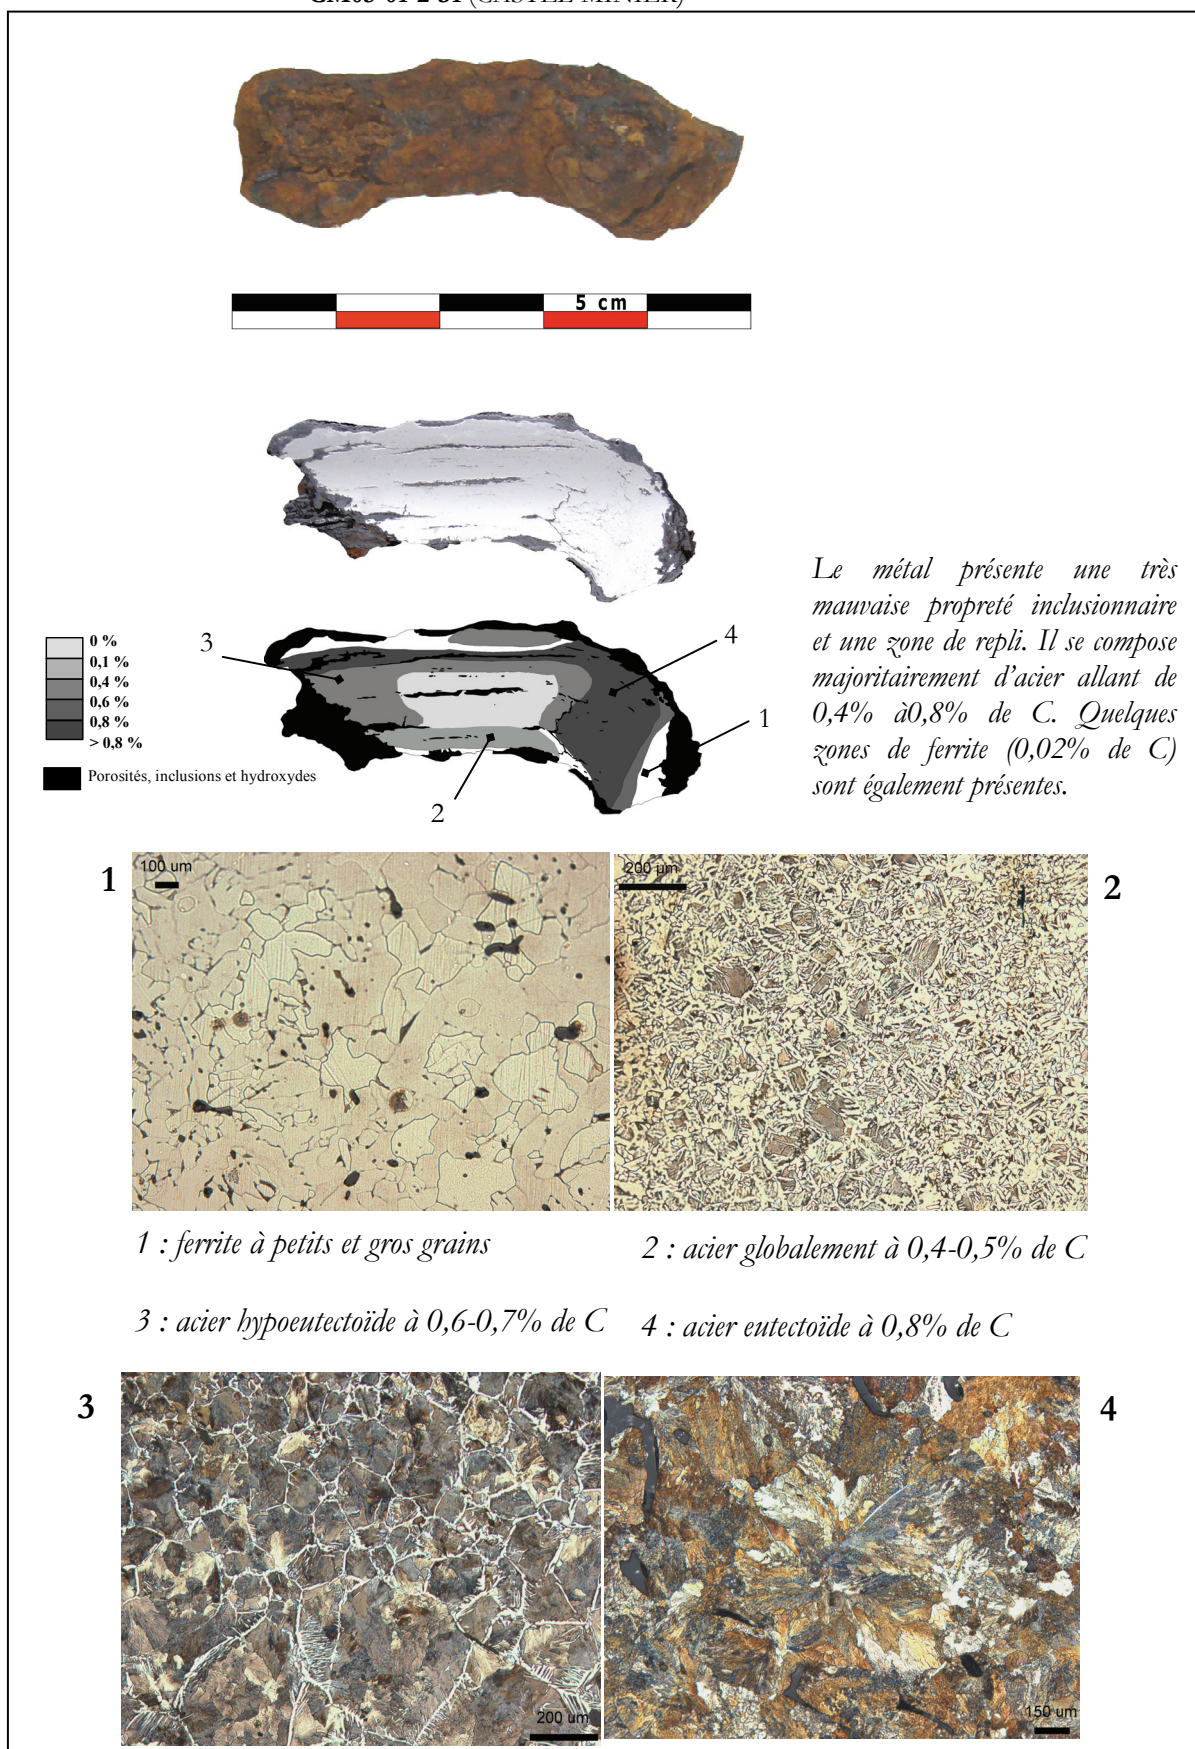 (CASTEL-MINIER)
5 cm
Le métal présente une très
mauvaise propreté inclusionnaire
et une zone de repli. Il se compose
majoritairement d'acier allant de
0,4% à0,8% de C. Quelques
zones de ferrite (0,02% de C)
sont également présentes.
3
4
1
2
0 %
0,1 %
0,4 %
0,6 %
0,8 %
> 0,8 %
Porosités, inclusions et hydroxydes
1
100 um
200 µm
2
1 : ferrite à petits et gros grains
2 : acier globalement à 0,4-0,5% de C
3 : acier hypoeutectoïde à 0,6-0,7% de C
4 : acier eutectoïde à 0,8% de C
3
200 um
150 um
4